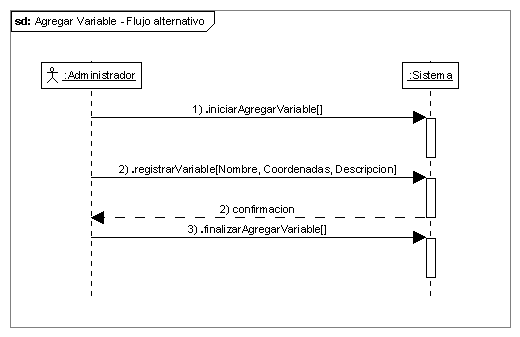 sd: Agregar Variable - Flujo alternativo
:Administrador
:Sistema
1) .iniciarAgregarVariable[]
2) .registrarVariable[Nombre, Coordenadas, Descripcion]
2) confirmacion
3) .finalizarAgregarVariable[]